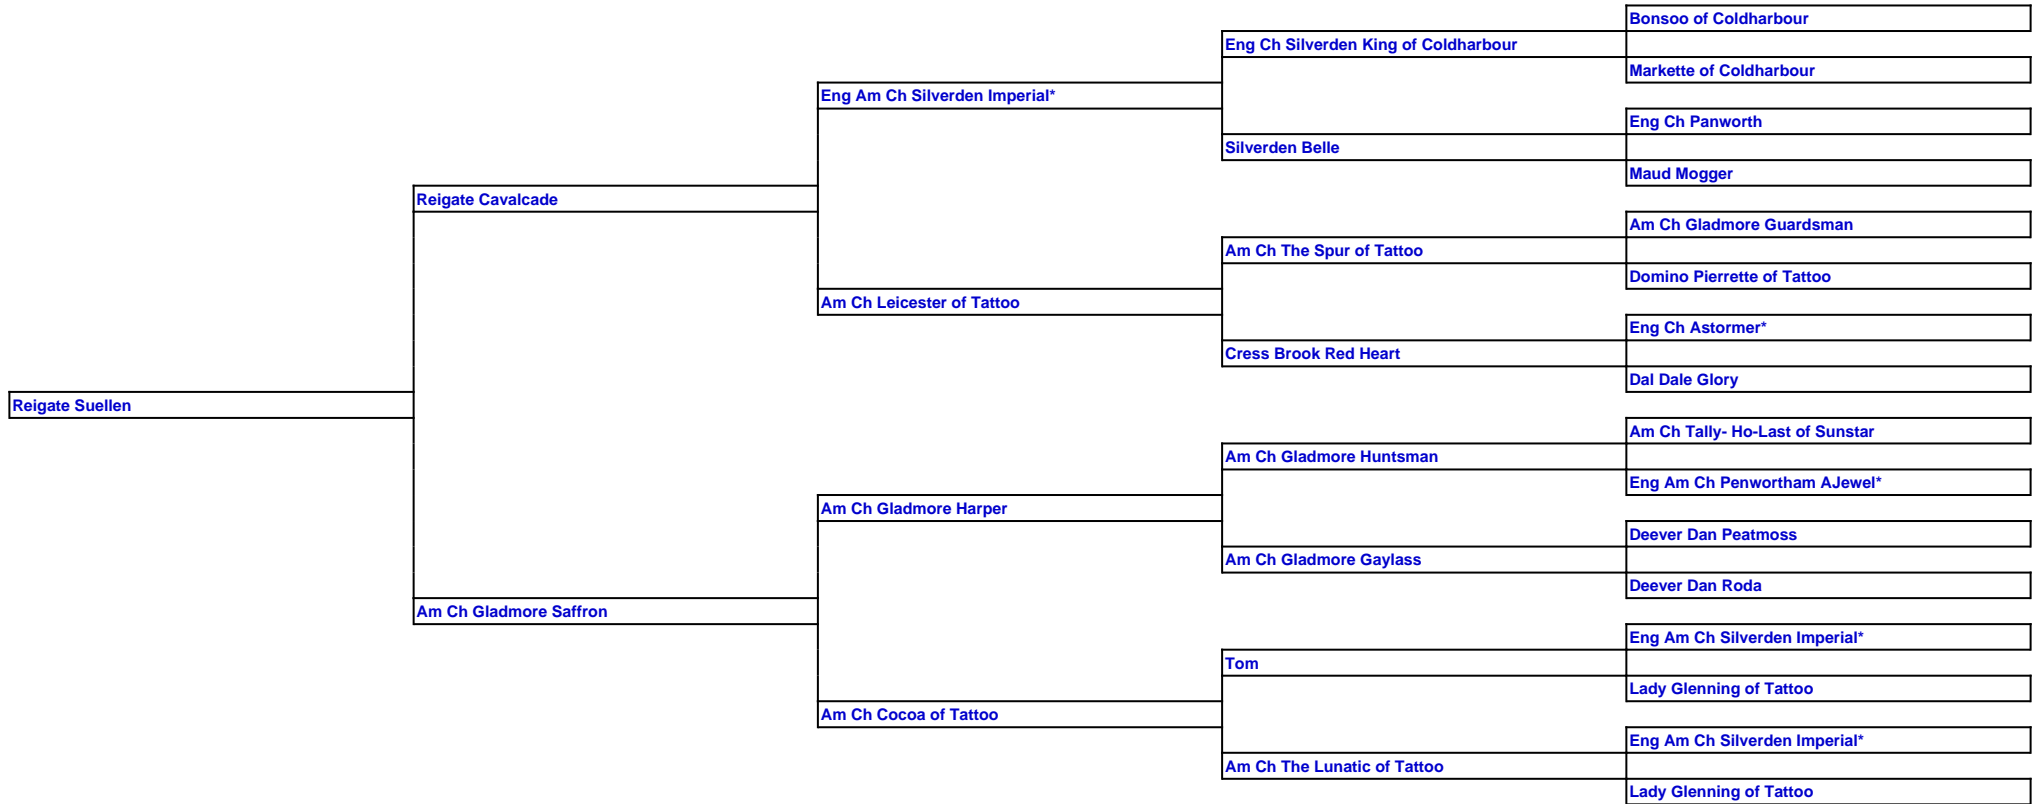 Bonsoo of Coldharbour
Eng Ch Silverden King of Coldharbour
Markette of Coldharbour
Eng Am Ch Silverden Imperial*
Eng Ch Panworth
Silverden Belle
Maud Mogger
Reigate Cavalcade
Am Ch Gladmore Guardsman
Am Ch The Spur of Tattoo
Domino Pierrette of Tattoo
Am Ch Leicester of Tattoo
Eng Ch Astormer*
Cress Brook Red Heart
Dal Dale Glory
Reigate Suellen
Am Ch Tally- Ho-Last of Sunstar
Am Ch Gladmore Huntsman
Eng Am Ch Penwortham AJewel*
Am Ch Gladmore Harper
Deever Dan Peatmoss
Am Ch Gladmore Gaylass
Deever Dan Roda
Am Ch Gladmore Saffron
Eng Am Ch Silverden Imperial*
Tom
Lady Glenning of Tattoo
Am Ch Cocoa of Tattoo
Eng Am Ch Silverden Imperial*
Am Ch The Lunatic of Tattoo
Lady Glenning of Tattoo